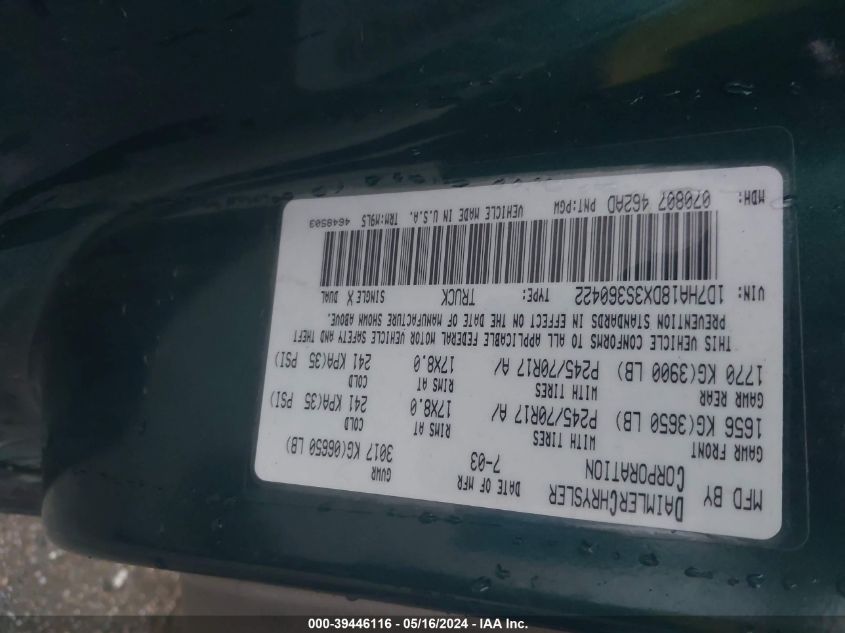 MFD BY DAIMLERCHRYSLER CORPORATION DATE OF MFR 7-03 GVWR 3017 KG(06650 LB)
GAWR FRONT WITH TIRES RIMS AT COLD
1656 KG(3650 LB) P245/70R17 A/ 17X8.0 241 KPA(35 PSI)
GAWR REAR WITH TIRES RIMS AT COLD
1770 KG(3900 LB) P245/70R17 A/ 17X8.0 241 KPA(35 PSI)
THIS VEHICLE CONFORMS TO ALL APPLICABLE FEDERAL MOTOR VEHICLE SAFETY AND THEFT
PREVENTION STANDARDS IN EFFECT ON THE DATE OF MANUFACTURE SHOWN ABOVE.
VIN: 1D7HA18DX3S360422 TYPE: TRUCK SINGLE X DUAL
MDH: 070807 462AD PNT:PGW VEHICLE MADE IN U.S.A. TRM:M9L5 4648503
000-39446116 - 05/16/2024 - IAA Inc.